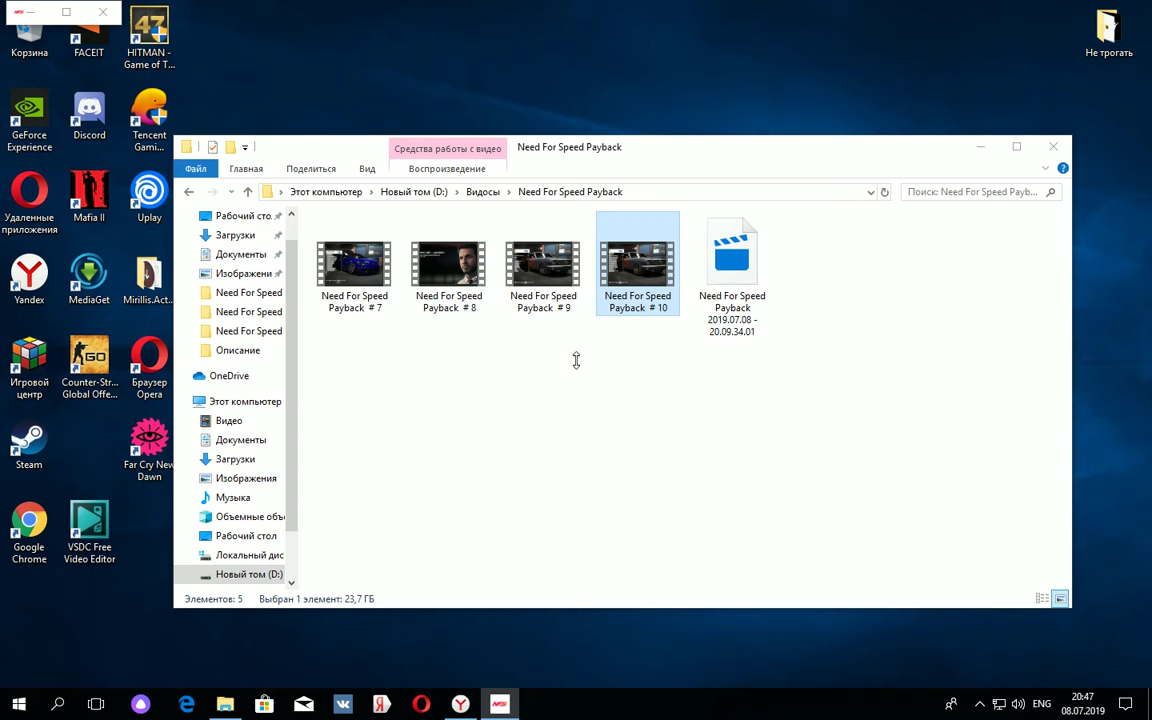 Корзина
FACEIT
HITMAN -
Game of T...
Не трогать
GeForce
Experience
Discord
Tencent
Gami...
Удаленные
приложения
Mafia II
Uplay
Yandex
MediaGet
Mirillis.Act...
Игровой
центр
Counter-Str...
Global Offe...
Браузер
Opera
Steam
Far Cry New
Dawn
Google
Chrome
VSDC Free
Video Editor
Средства работы с видео
Need For Speed Payback
Файл
Главная
Поделиться
Вид
Воспроизведение
Этот компьютер
Новый том (D:)
Видосы
Need For Speed Payback
Поиск: Need For Speed Payb...
Рабочий сто
Загрузки
Документы
Изображени
Need For Speed
Need For Speed
Need For Speed
Описание
OneDrive
Этот компьютер
Видео
Документы
Загрузки
Изображения
Музыка
Объемные объ
Рабочий стол
Локальный дис
Новый том (D:)
Need For Speed
Payback # 7
Need For Speed
Payback # 8
Need For Speed
Payback # 9
Need For Speed
Payback # 10
Need For Speed
Payback
2019.07.08 -
20.09.34.01
Элементов: 5
Выбран 1 элемент: 23,7 ГБ
ENG
20:47
08.07.2019